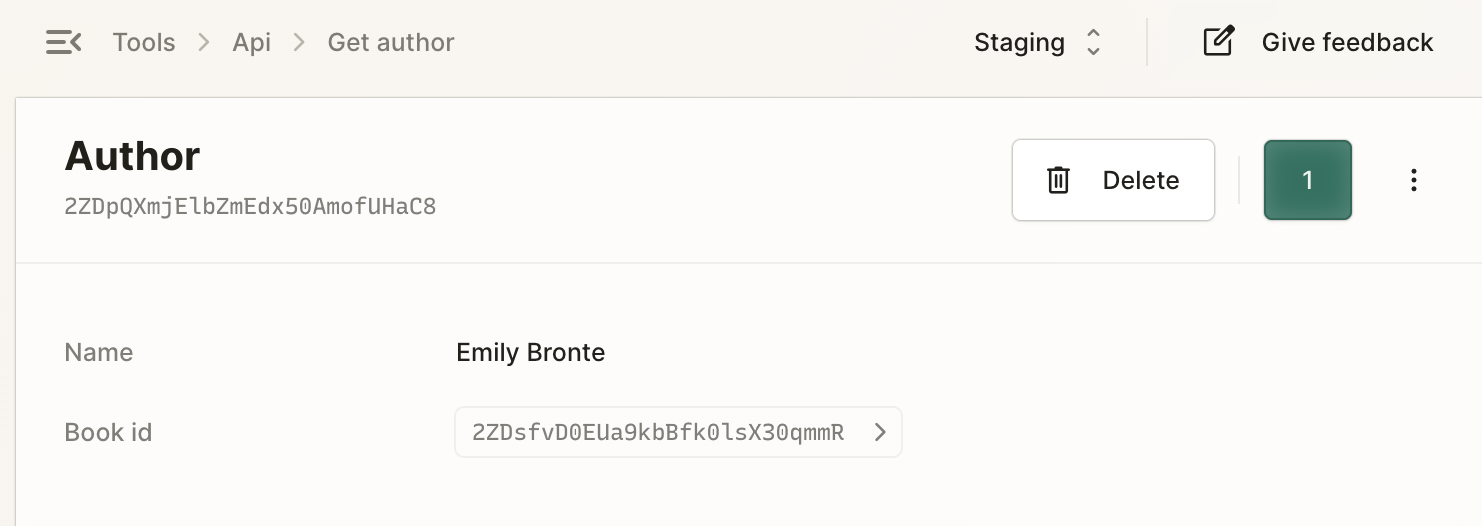 Tools > Api > Get author
Staging
Give feedback
Author
2ZDpQXmjElbZmEdx50AmofUHaC8
Delete
1
Name
Emily Bronte
Book id
2ZDsfvD0EUa9kbBfk0lsX30qmmR